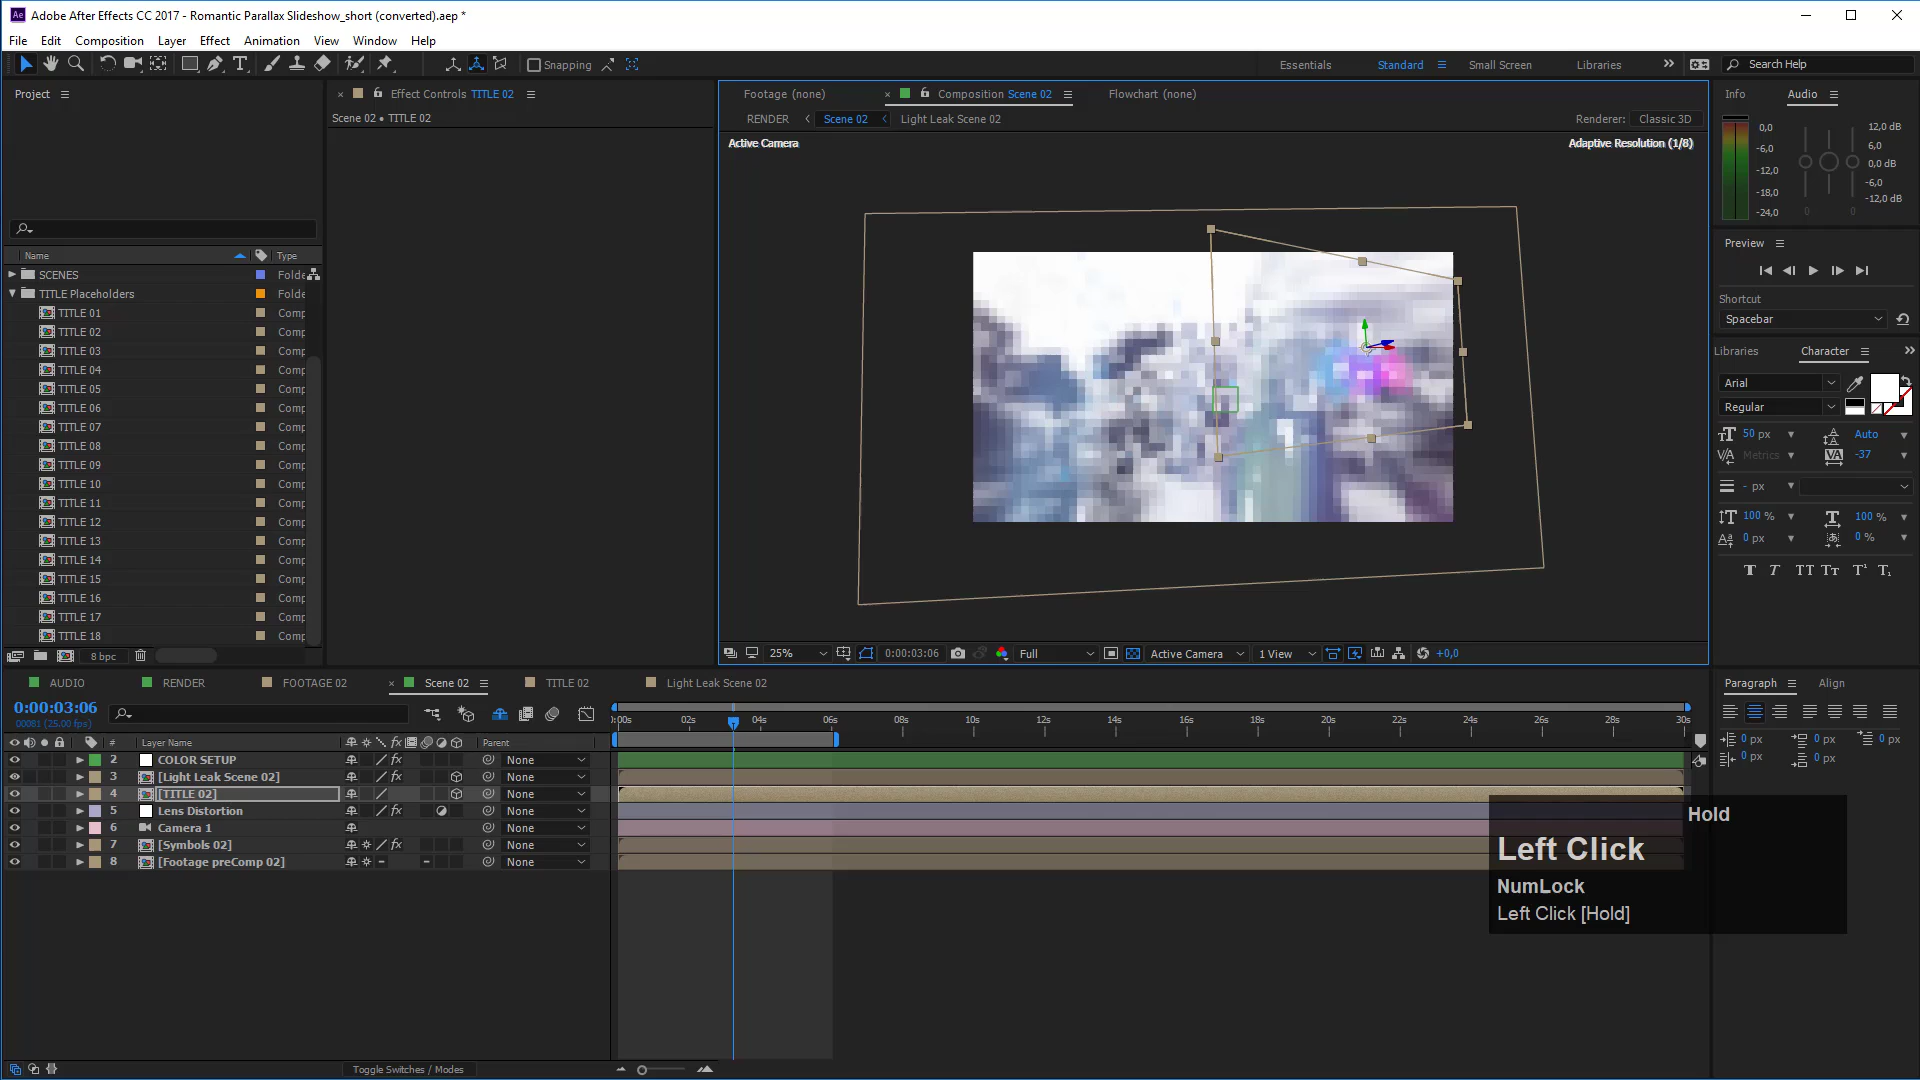 Adobe After Effects CC 2017 - Romantic Parallax Slideshow_short (converted).aep *
File Edit Composition Layer Effect Animation View Window Help
Snapping
Essentials Standard Small Screen Libraries
Search Help
Project
Effect Controls TITLE 02
Scene 02 • TITLE 02
Footage (none)
Composition Scene 02
Flowchart (none)
RENDER Scene 02 Light Leak Scene 02
Renderer: Classic 3D
Active Camera
Adaptive Resolution (1/8)
Name Type
SCENES Folde
TITLE Placeholders Folde
TITLE 01 Comp
TITLE 02 Comp
TITLE 03 Comp
TITLE 04 Comp
TITLE 05 Comp
TITLE 06 Comp
TITLE 07 Comp
TITLE 08 Comp
TITLE 09 Comp
TITLE 10 Comp
TITLE 11 Comp
TITLE 12 Comp
TITLE 13 Comp
TITLE 14 Comp
TITLE 15 Comp
TITLE 16 Comp
TITLE 17 Comp
TITLE 18 Comp
8 bpc
25% 0:00:03:06 Full Active Camera 1 View +0,0
Info Audio
0,0 12,0 dB
-6,0 6,0 dB
-12,0 0,0 dB
-18,0 -6,0 dB
-24,0 -12,0 dB
0 0
Preview
Shortcut
Spacebar
Libraries Character
Arial
Regular
50 px Auto
Metrics -37
- px
100 % 100 %
0 px 0 %
Paragraph Align
0 px 0 px 0 px
0 px 0 px
AUDIO RENDER FOOTAGE 02 Scene 02 TITLE 02 Light Leak Scene 02
0:00:03:06
00081 (25.00 fps)
):00s 02s 04s 06s 08s 10s 12s 14s 16s 18s 20s 22s 24s 26s 28s 30s
# Layer Name fx Parent
2 COLOR SETUP None
3 [Light Leak Scene 02] fx None
4 [TITLE 02] None
5 Lens Distortion fx None
6 Camera 1 None
7 [Symbols 02] None
8 [Footage preComp 02] None
Toggle Switches / Modes
Hold
Left Click
NumLock
Left Click [Hold]